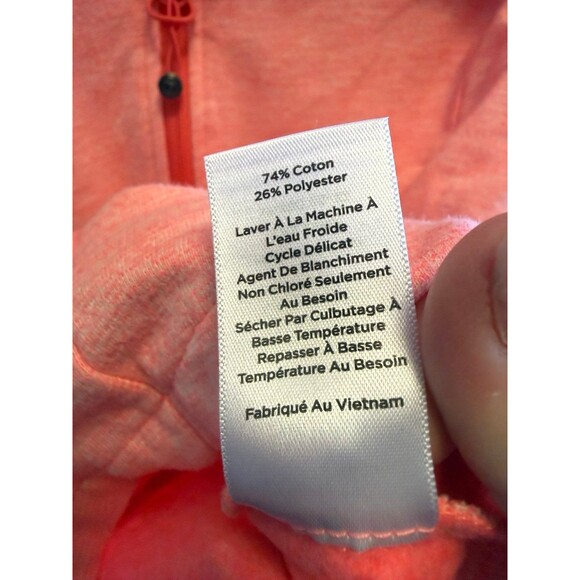 74% Coton
26% Polyester
Laver À La Machine À
L'eau Froide
Cycle Délicat
Agent De Blanchiment
Non Chloré Seulement
Au Besoin
Sécher Par Culbutage À
Basse Température
Repasser À Basse
Température Au Besoin
Fabriqué Au Vietnam